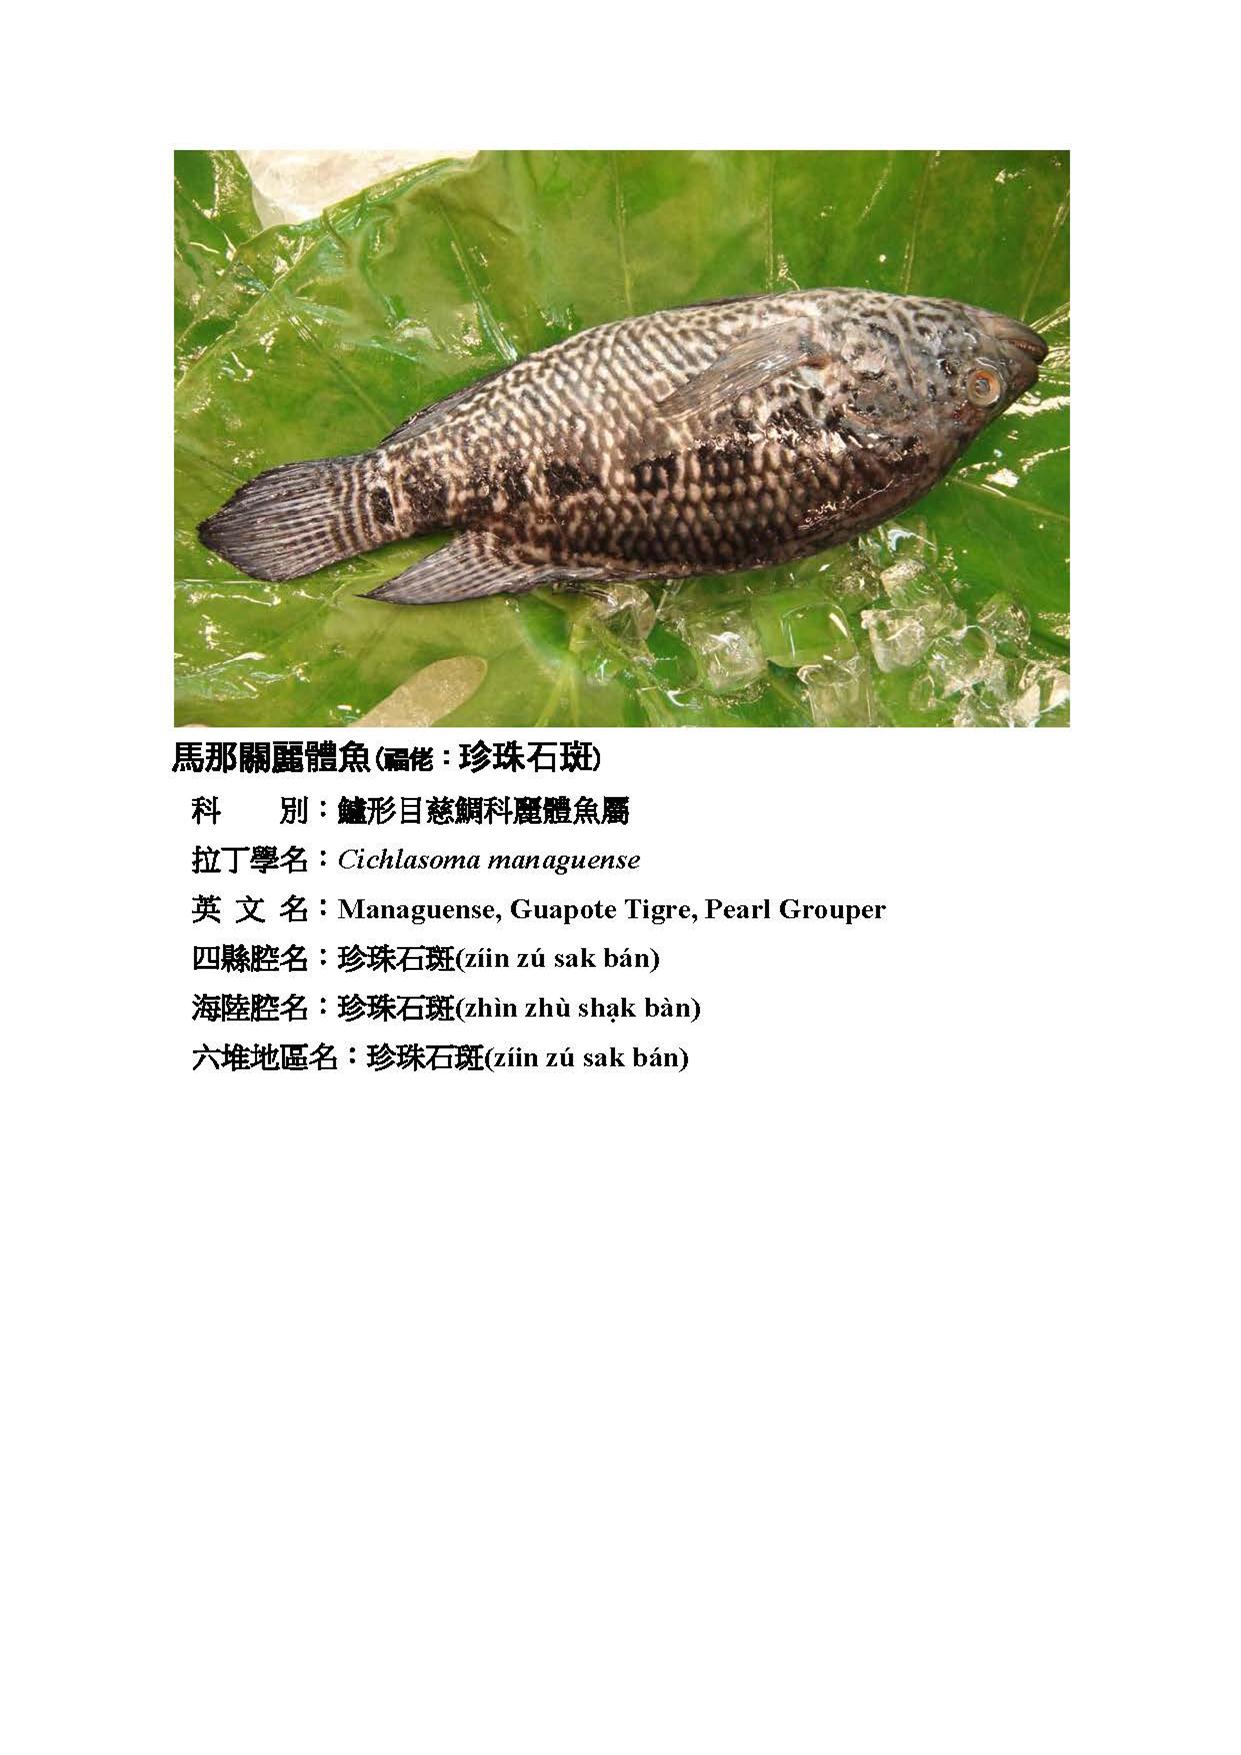 馬那關麗體魚(福佬：珍珠石斑)
科　　別：鱸形目慈鯛科麗體魚屬
拉丁學名：Cichlasoma managuense
英 文 名：Managuense, Guapote Tigre, Pearl Grouper
四縣腔名：珍珠石斑(zíin zú sak bán)
海陸腔名：珍珠石斑(zhìn zhù shạk bàn)
六堆地區名：珍珠石斑(zíin zú sak bán)